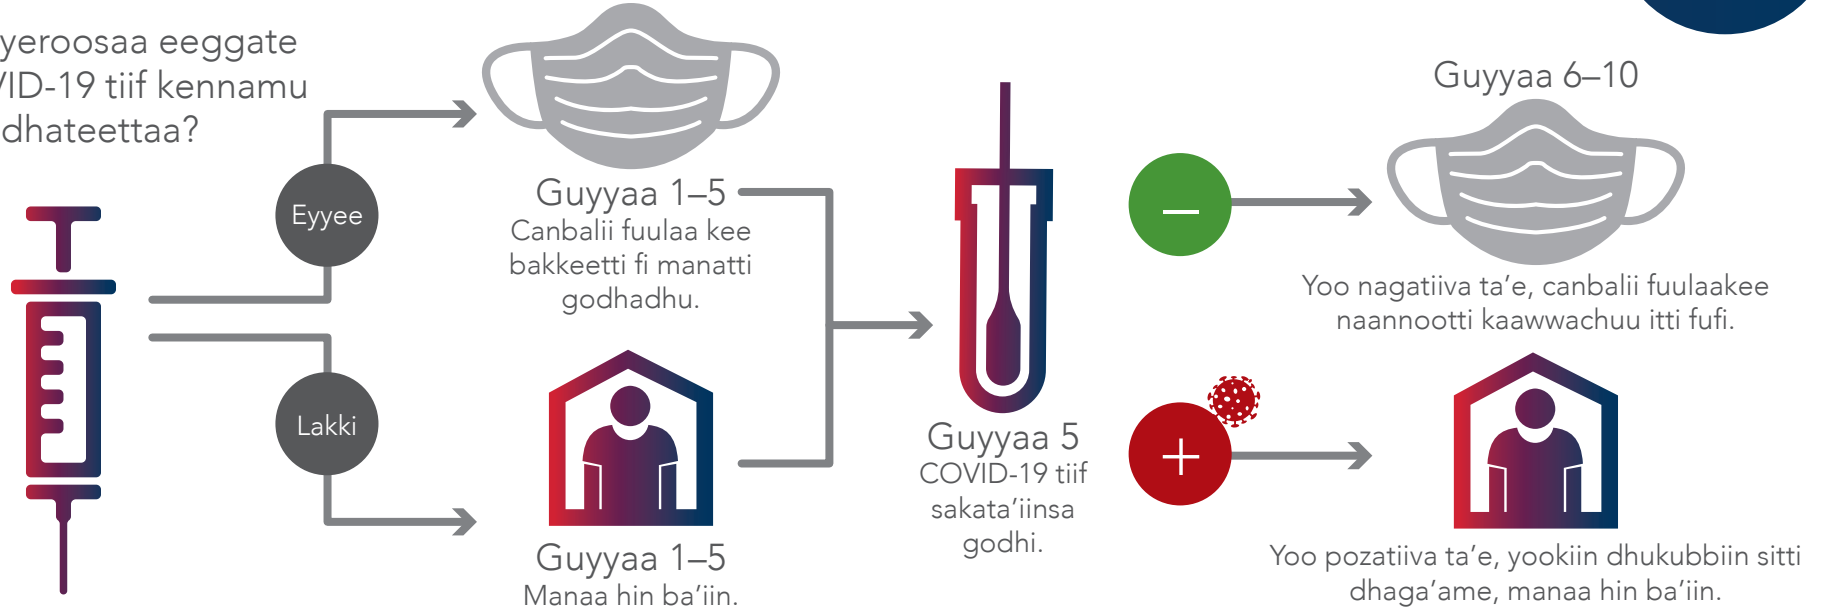 yeroosaa eeggate
VID-19 tiif kennamu
dhateettaa?
Eyyee
Guyyaa 1–5
Canbalii fuulaa kee
bakkeetti fi manatti
godhadhu.
Lakki
Guyyaa 1–5
Manaa hin ba’iin.
Guyyaa 5
COVID-19 tiif
sakata’iinsa
godhi.
–
Guyyaa 6–10
Yoo nagatiiva ta’e, canbalii fuulaakee
naannootti kaawwachuu itti fufi.
+
Yoo pozatiiva ta’e, yookiin dhukubbiin sitti
dhaga’ame, manaa hin ba’iin.